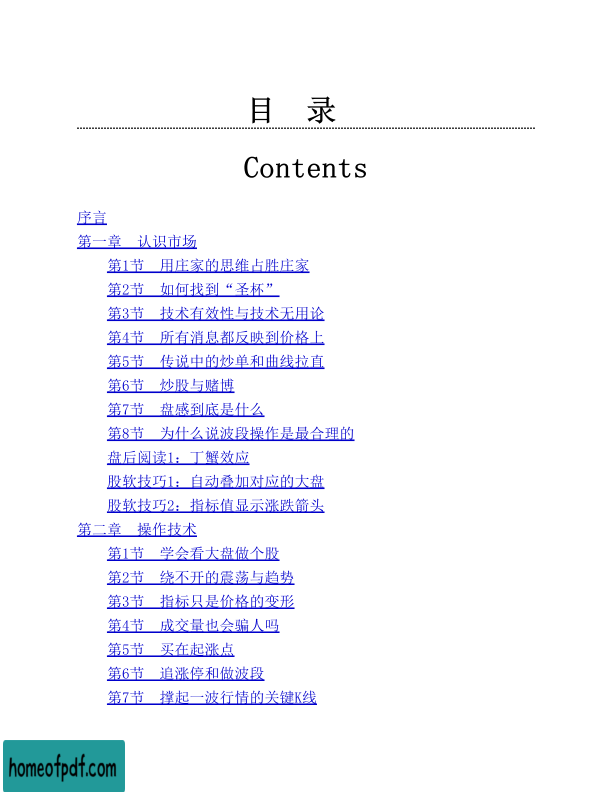 目 录
Contents
序言
第一章 认识市场
第1节 用庄家的思维占胜庄家
第2节 如何找到“圣杯”
第3节 技术有效性与技术无用论
第4节 所有消息都反映到价格上
第5节 传说中的炒单和曲线拉直
第6节 炒股与赌博
第7节 盘感到底是什么
第8节 为什么说波段操作是最合理的
盘后阅读1：丁蟹效应
股软技巧1：自动叠加对应的大盘
股软技巧2：指标值显示涨跌箭头
第二章 操作技术
第1节 学会看大盘做个股
第2节 绕不开的震荡与趋势
第3节 指标只是价格的变形
第4节 成交量也会骗人吗
第5节 买在起涨点
第6节 追涨停和做波段
第7节 撑起一波行情的关键K线
homeofpdf.com